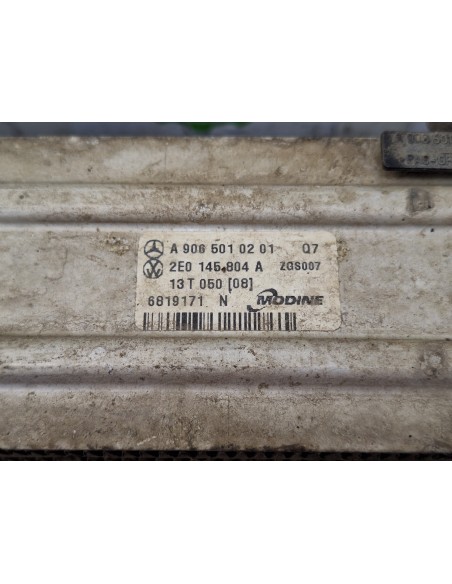 A 906 501 02 01 Q7
2E0 145 804 A ZGS007
13 T 050 [08]
6819171 N MODINE